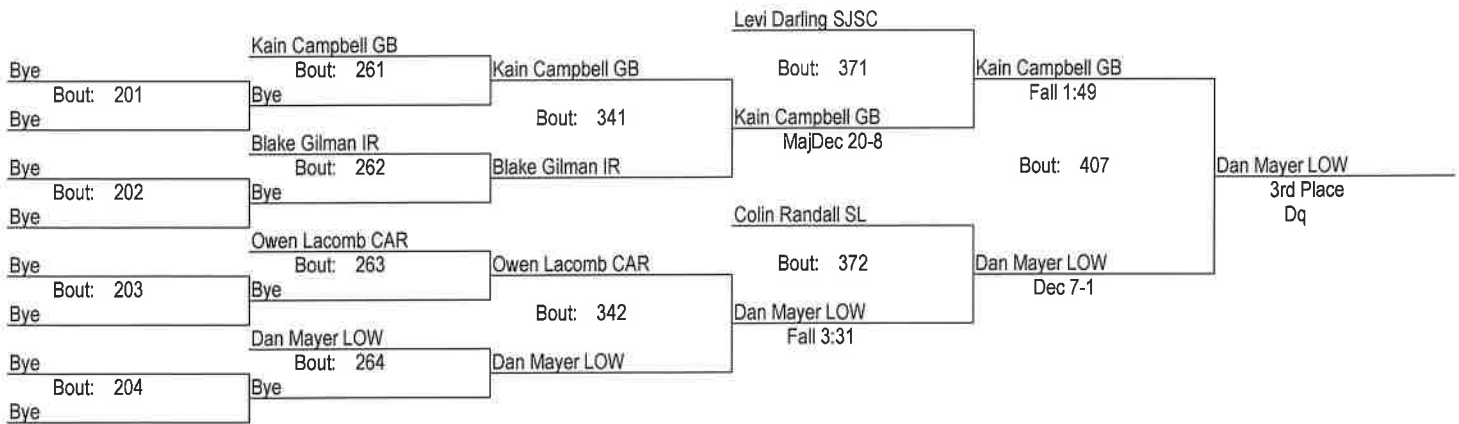 Levi Darling SJSC
Kain Campbell GB
Bye
Bout: 261
Kain Campbell GB
Bout: 371
Kain Campbell GB
Bout: 201
Bye
Fall 1:49
Bye
Bout: 341
Kain Campbell GB
Blake Gilman IR
MajDec 20-8
Bye
Bout: 262
Blake Gilman IR
Bout: 407
Dan Mayer LOW
Bout: 202
Bye
3rd Place
Bye
Colin Randall SL
Dq
Owen Lacomb CAR
Bye
Bout: 263
Owen Lacomb CAR
Bout: 372
Dan Mayer LOW
Bout: 203
Bye
Dec 7-1
Bye
Bout: 342
Dan Mayer LOW
Dan Mayer LOW
Fall 3:31
Bye
Bout: 264
Dan Mayer LOW
Bout: 204
Bye
Bye